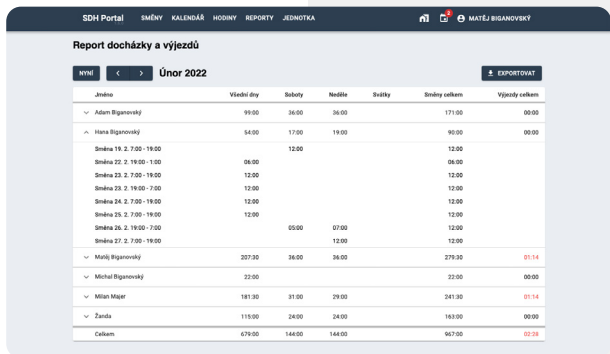 SDH Portal SMĚNY KALENDÁŘ HODINY REPORTY JEDNOTKA 2 MATĚJ BIGANOVSKÝ
Report docházky a výjezdů
NYNÍ Únor 2022 EXPORTOVAT
Jméno Všední dny Soboty Neděle Svátky Směny celkem Výjezdy celkem
Adam Biganovský 99:00 36:00 36:00 171:00 00:00
Hana Biganovský 54:00 17:00 19:00 90:00 00:00
Směna 19. 2. 7:00 - 19:00 12:00 12:00
Směna 22. 2. 19:00 - 1:00 06:00 06:00
Směna 23. 2. 7:00 - 19:00 12:00 12:00
Směna 23. 2. 19:00 - 7:00 12:00 12:00
Směna 24. 2. 7:00 - 19:00 12:00 12:00
Směna 25. 2. 7:00 - 19:00 12:00 12:00
Směna 26. 2. 19:00 - 7:00 05:00 07:00 12:00
Směna 27. 2. 7:00 - 19:00 12:00 12:00
Matěj Biganovský 207:30 36:00 36:00 279:30 01:14
Michal Biganovský 22:00 22:00 00:00
Milan Majer 181:30 31:00 29:00 241:30 01:14
Žanda 115:00 24:00 24:00 163:00 00:00
Celkem 679:00 144:00 144:00 967:00 02:28